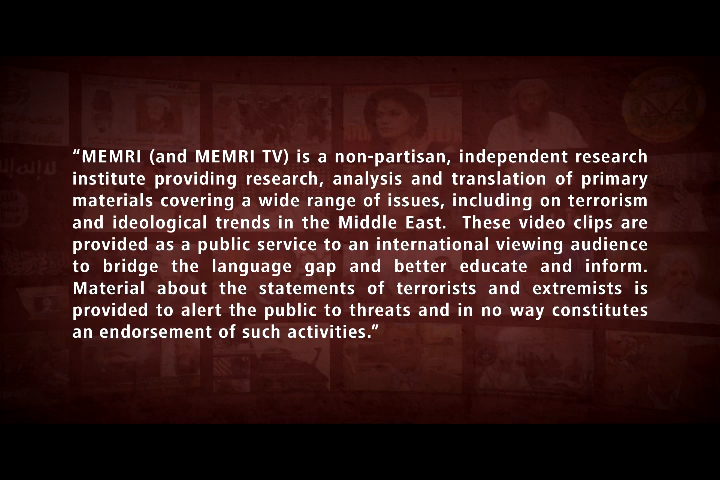 “MEMRI (and MEMRI TV) is a non-partisan, independent research
institute providing research, analysis and translation of primary
materials covering a wide range of issues, including on terrorism
and ideological trends in the Middle East. These video clips are
provided as a public service to an international viewing audience
to bridge the language gap and better educate and inform.
Material about the statements of terrorists and extremists is
provided to alert the public to threats and in no way constitutes
an endorsement of such activities.”